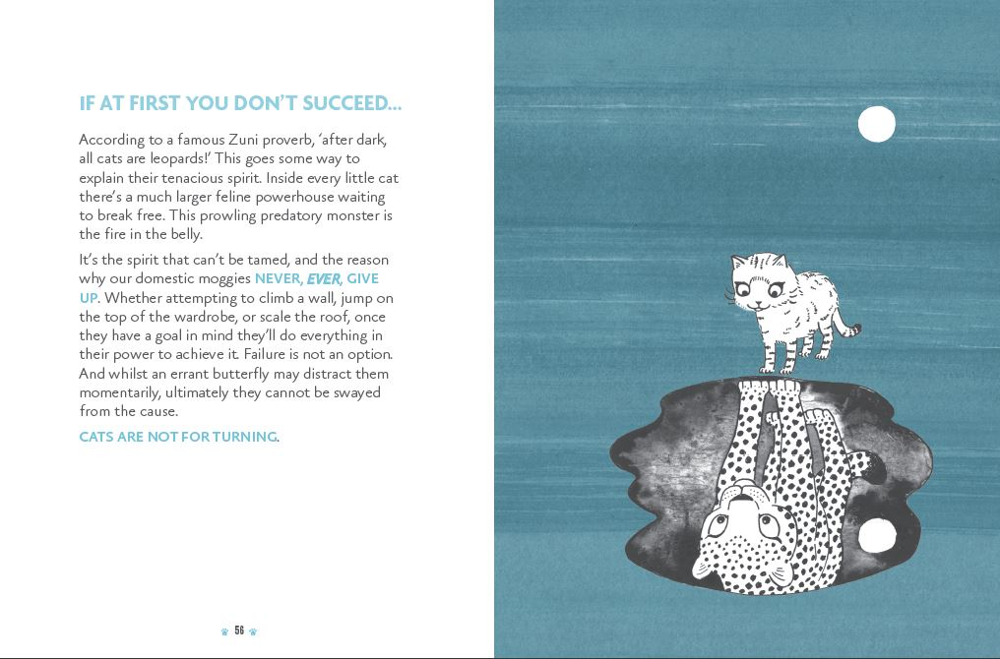 IF AT FIRST YOU DON'T SUCCEED...
According to a famous Zuni proverb, ‘after dark,
all cats are leopards!’ This goes some way to
explain their tenacious spirit. Inside every little cat
there’s a much larger feline powerhouse waiting
to break free. This prowling predatory monster is
the fire in the belly.
It’s the spirit that can’t be tamed, and the reason
why our domestic moggies NEVER, EVER, GIVE
UP. Whether attempting to climb a wall, jump on
the top of the wardrobe, or scale the roof, once
they have a goal in mind they’ll do everything in
their power to achieve it. Failure is not an option.
And whilst an errant butterfly may distract them
momentarily, ultimately they cannot be swayed
from the cause.
CATS ARE NOT FOR TURNING.
56